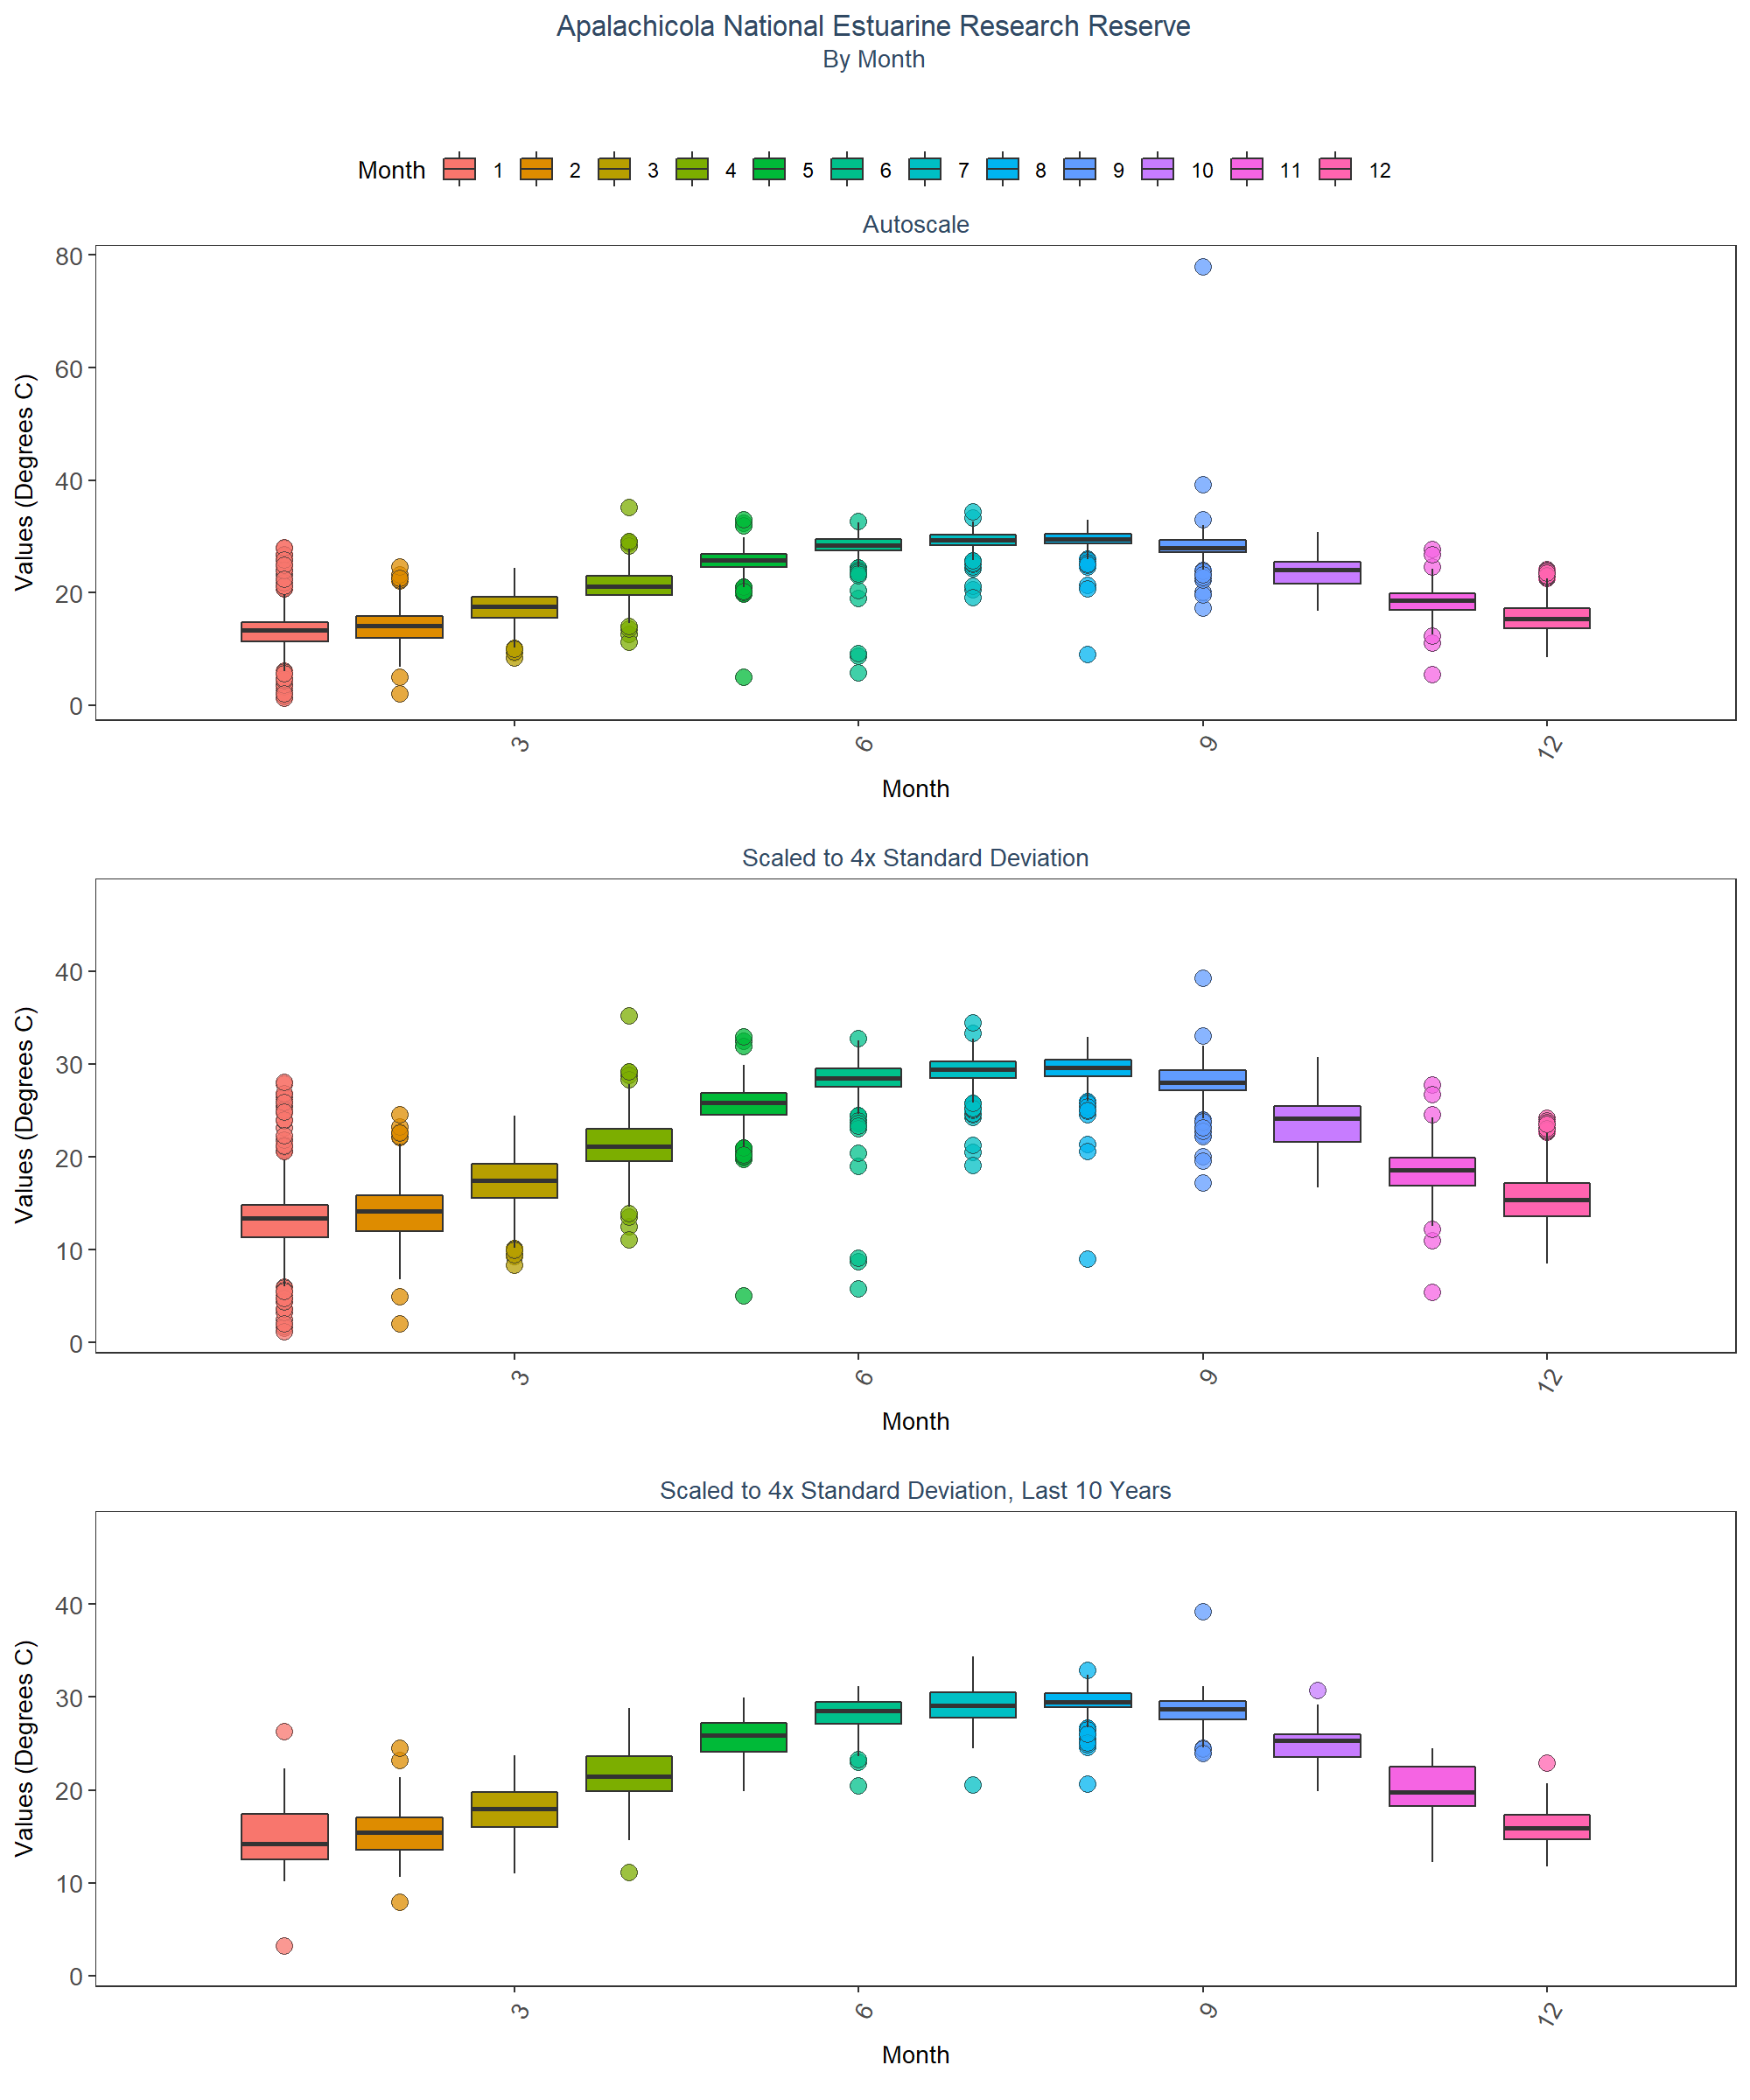 Apalachicola National Estuarine Research Reserve
By Month
Month 1 2 3 4 5 6 7 8 9 10 11 12
Autoscale
Values (Degrees C)
80
60
40
20
0
3 6 9 12
Month
Scaled to 4x Standard Deviation
Values (Degrees C)
40
30
20
10
0
3 6 9 12
Month
Scaled to 4x Standard Deviation, Last 10 Years
Values (Degrees C)
40
30
20
10
0
3 6 9 12
Month